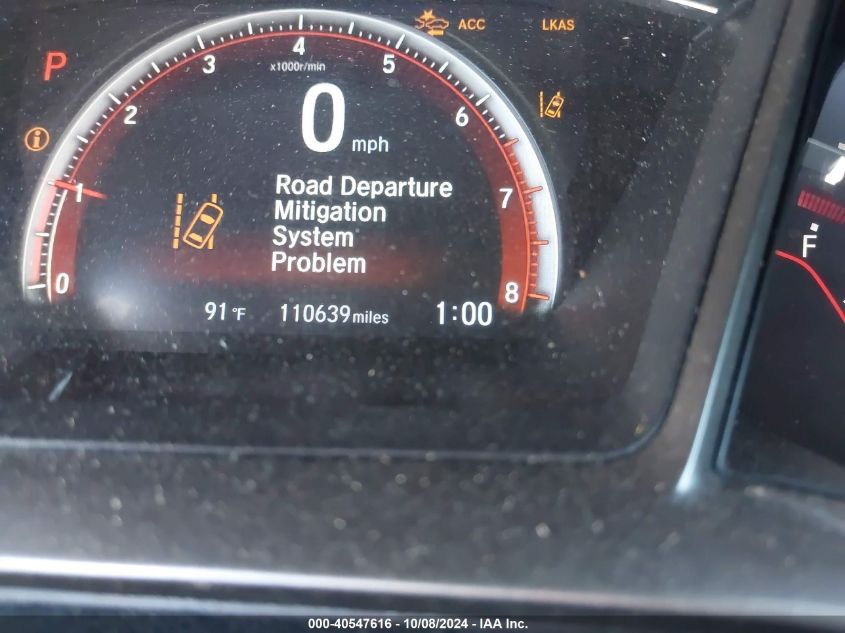 ACC
LKAS
P
4
x1000r/min
3
5
2
6
0
mph
1
7
Road Departure
Mitigation
System
Problem
0
8
91°F
110639 miles
1:00
F
000-40547616 - 10/08/2024 - IAA Inc.